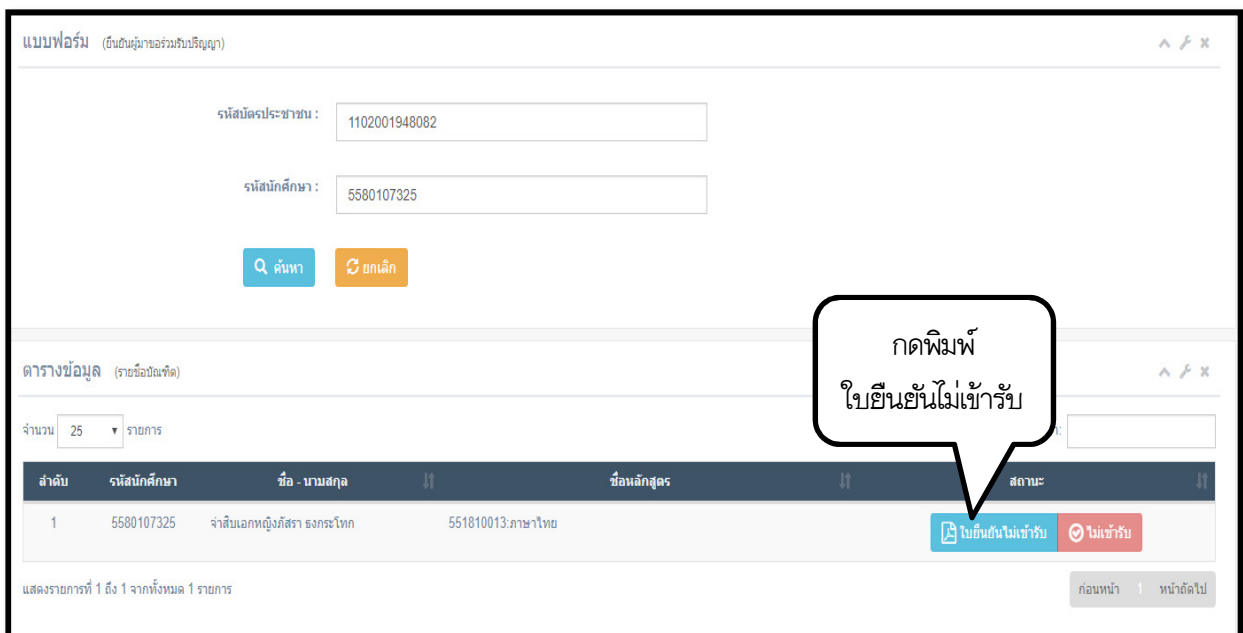 แบบฟอร์ม (ยืนยันผู้มาขอร่วมรับปริญญา)
รหัสบัตรประชาชน :
1102001948082
รหัสนักศึกษา :
5580107325
ค้นหา
ยกเลิก
กดพิมพ์
ใบยืนยันไม่เข้ารับ
ตารางข้อมูล (รายชื่อบัณฑิต)
จำนวน 25 รายการ
ลำดับ รหัสนักศึกษา ชื่อ - นามสกุล ชื่อหลักสูตร สถานะ
1 5580107325 จ่าสิบเอกหญิงภัสรา ธงกระโทก 551810013:ภาษาไทย ใบยืนยันไม่เข้ารับ ไม่เข้ารับ
แสดงรายการที่ 1 ถึง 1 จากทั้งหมด 1 รายการ
ก่อนหน้า 1 หน้าถัดไป